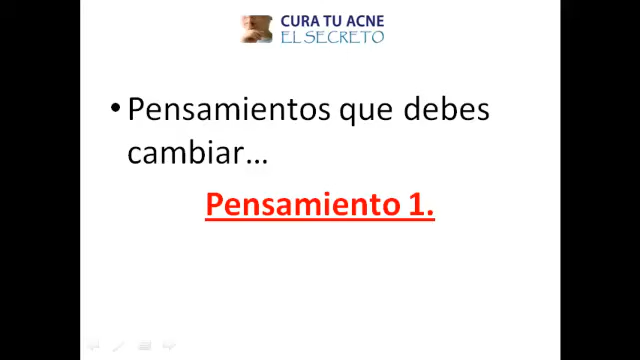 CURA TU ACNE
EL SECRETO
• Pensamientos que debes
cambiar...
Pensamiento 1.